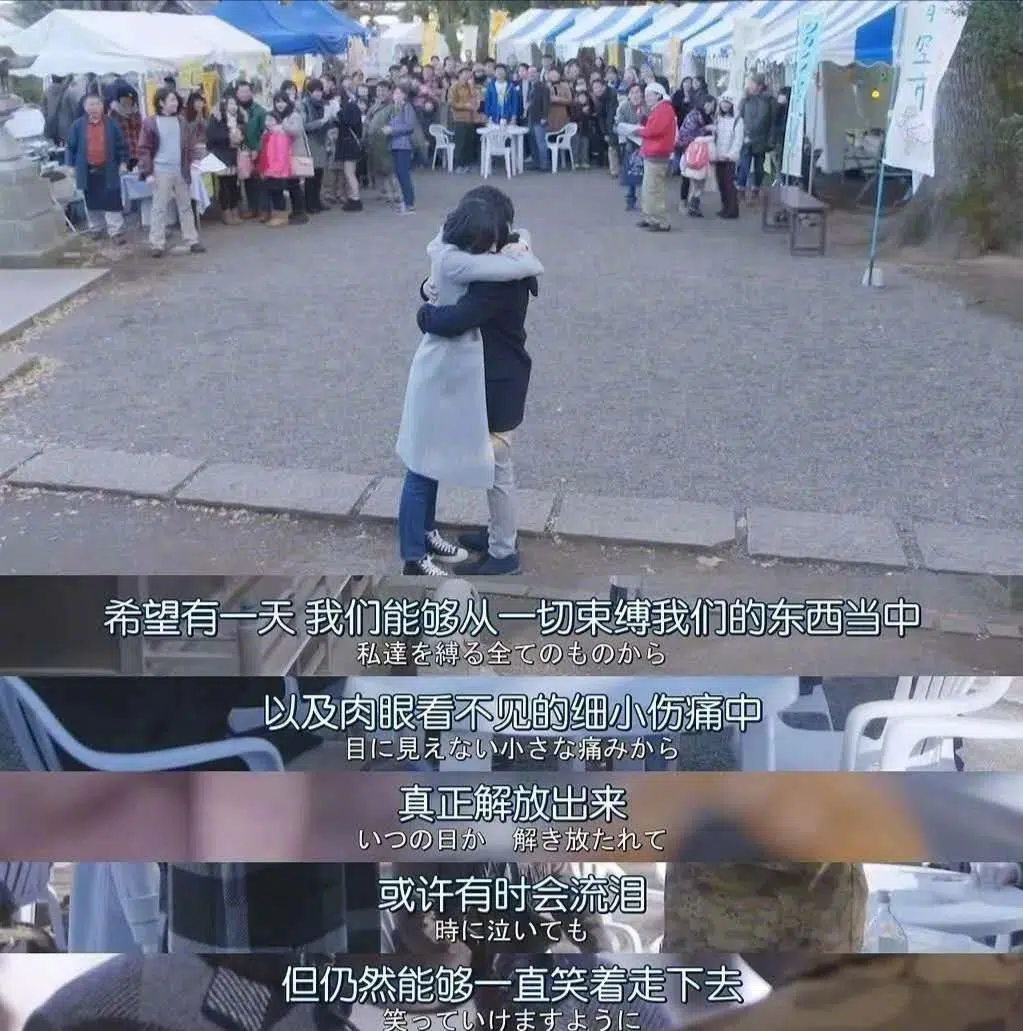 青空市
希望有一天 我们能够从一切束缚我们的东西当中
私達を縛る全てのものから
以及肉眼看不见的细小伤痛中
目に見えない小さな痛みから
真正解放出来
いつの日か 解き放たれて
或许有时会流泪
時に泣いても
但仍然能够一直笑着走下去
笑っていけますように